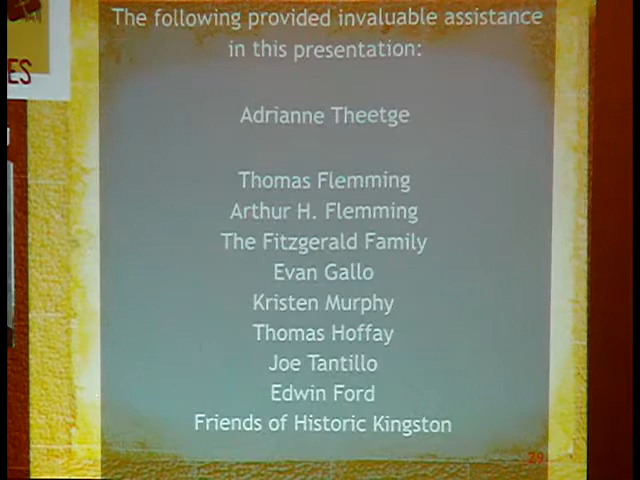 ES
The following provided invaluable assistance
in this presentation:
Adrianne Theetge
Thomas Flemming
Arthur H. Flemming
The Fitzgerald Family
Evan Gallo
Kristen Murphy
Thomas Hoffay
Joe Tantillo
Edwin Ford
Friends of Historic Kingston
29